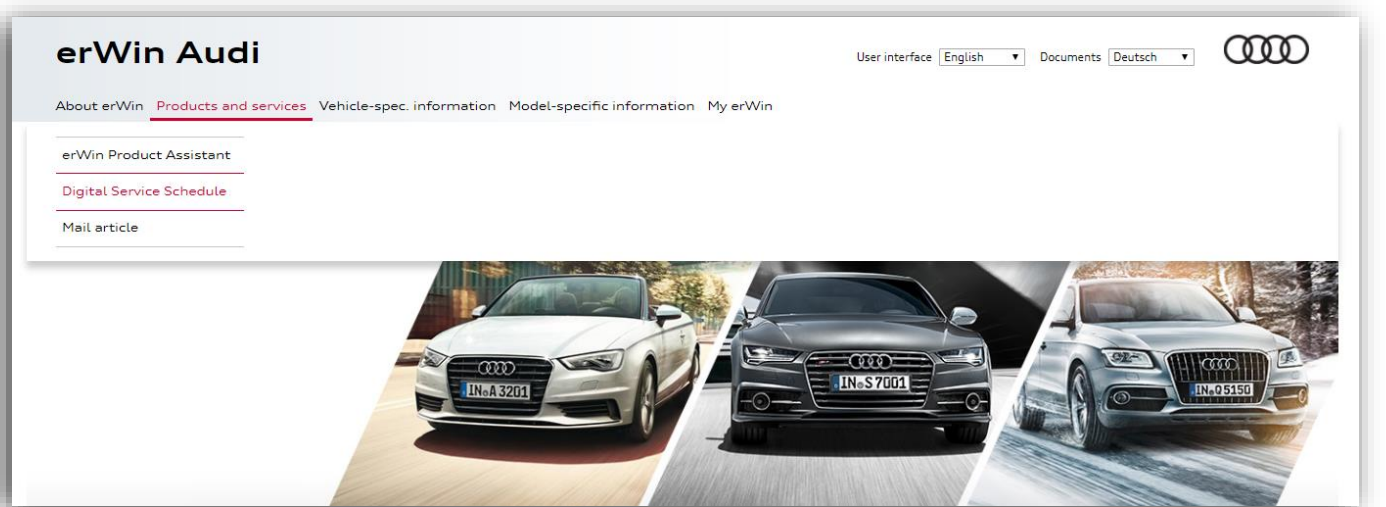 erWin Audi
User interface English Documents Deutsch
About erWin Products and services Vehicle-spec. information Model-specific information My erWin
erWin Product Assistant
Digital Service Schedule
Mail article
IN A 3201
IN S 7001
IN Q 5150